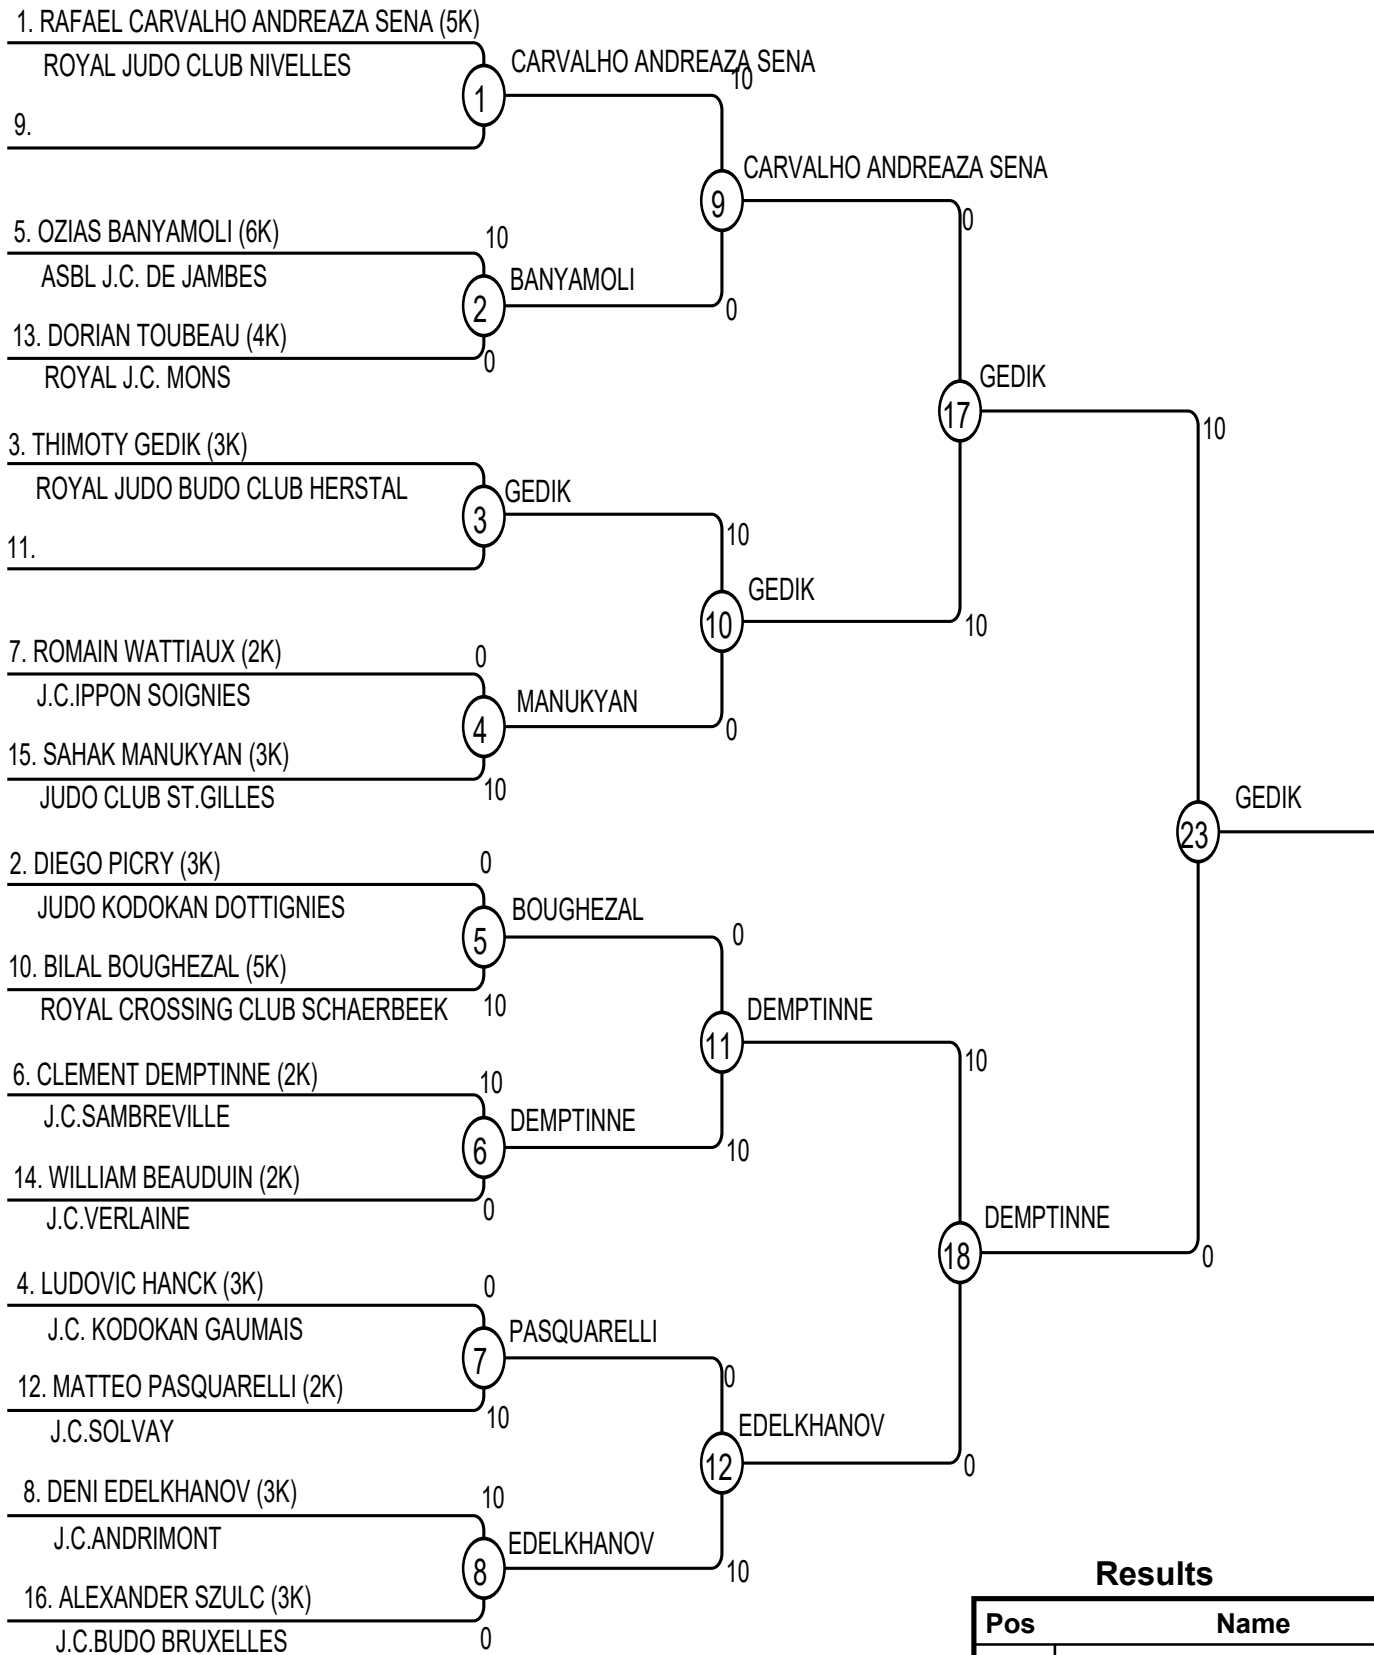 1. RAFAEL CARVALHO ANDREAZA SENA (5K)
ROYAL JUDO CLUB NIVELLES
9.
1
CARVALHO ANDREAZA SENA
10
5. OZIAS BANYAMOLI (6K)
10
ASBL J.C. DE JAMBES
13. DORIAN TOUBEAU (4K)
0
ROYAL J.C. MONS
2
BANYAMOLI
0
9
CARVALHO ANDREAZA SENA
0
3. THIMOTY GEDIK (3K)
ROYAL JUDO BUDO CLUB HERSTAL
11.
3
GEDIK
10
7. ROMAIN WATTIAUX (2K)
0
J.C.IPPON SOIGNIES
15. SAHAK MANUKYAN (3K)
10
JUDO CLUB ST.GILLES
4
MANUKYAN
0
10
GEDIK
10
17
GEDIK
10
2. DIEGO PICRY (3K)
0
JUDO KODOKAN DOTTIGNIES
10. BILAL BOUGHEZAL (5K)
10
ROYAL CROSSING CLUB SCHAERBEEK
5
BOUGHEZAL
0
6. CLEMENT DEMPTINNE (2K)
10
J.C.SAMBREVILLE
14. WILLIAM BEAUDUIN (2K)
0
J.C.VERLAINE
6
DEMPTINNE
10
11
DEMPTINNE
10
4. LUDOVIC HANCK (3K)
0
J.C. KODOKAN GAUMAIS
12. MATTEO PASQUARELLI (2K)
10
J.C.SOLVAY
7
PASQUARELLI
0
8. DENI EDELKHANOV (3K)
10
J.C.ANDRIMONT
16. ALEXANDER SZULC (3K)
0
J.C.BUDO BRUXELLES
8
EDELKHANOV
10
12
EDELKHANOV
0
18
DEMPTINNE
0
23
GEDIK
Results
Pos Name